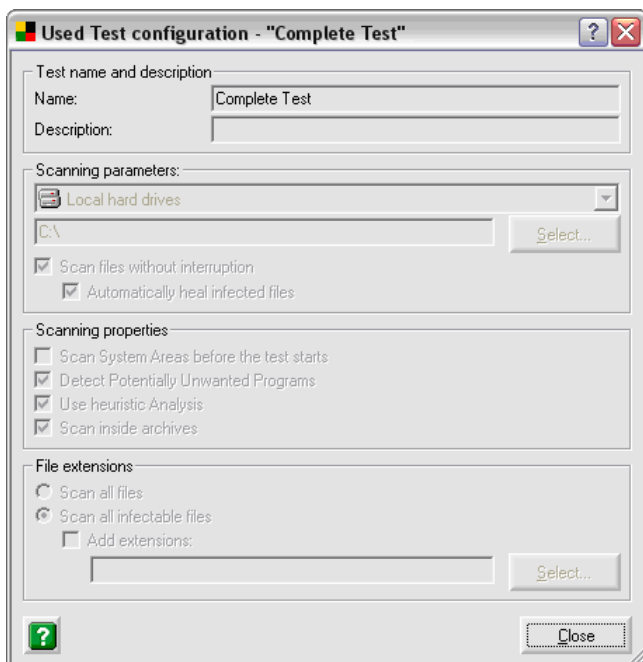 Used Test configuration - "Complete Test"
Test name and description
Name: Complete Test
Description:
Scanning parameters:
Local hard drives
C:\
Select...
Scan files without interruption
Automatically heal infected files
Scanning properties
Scan System Areas before the test starts
Detect Potentially Unwanted Programs
Use heuristic Analysis
Scan inside archives
File extensions
Scan all files
Scan all infectable files
Add extensions:
Select...
Close